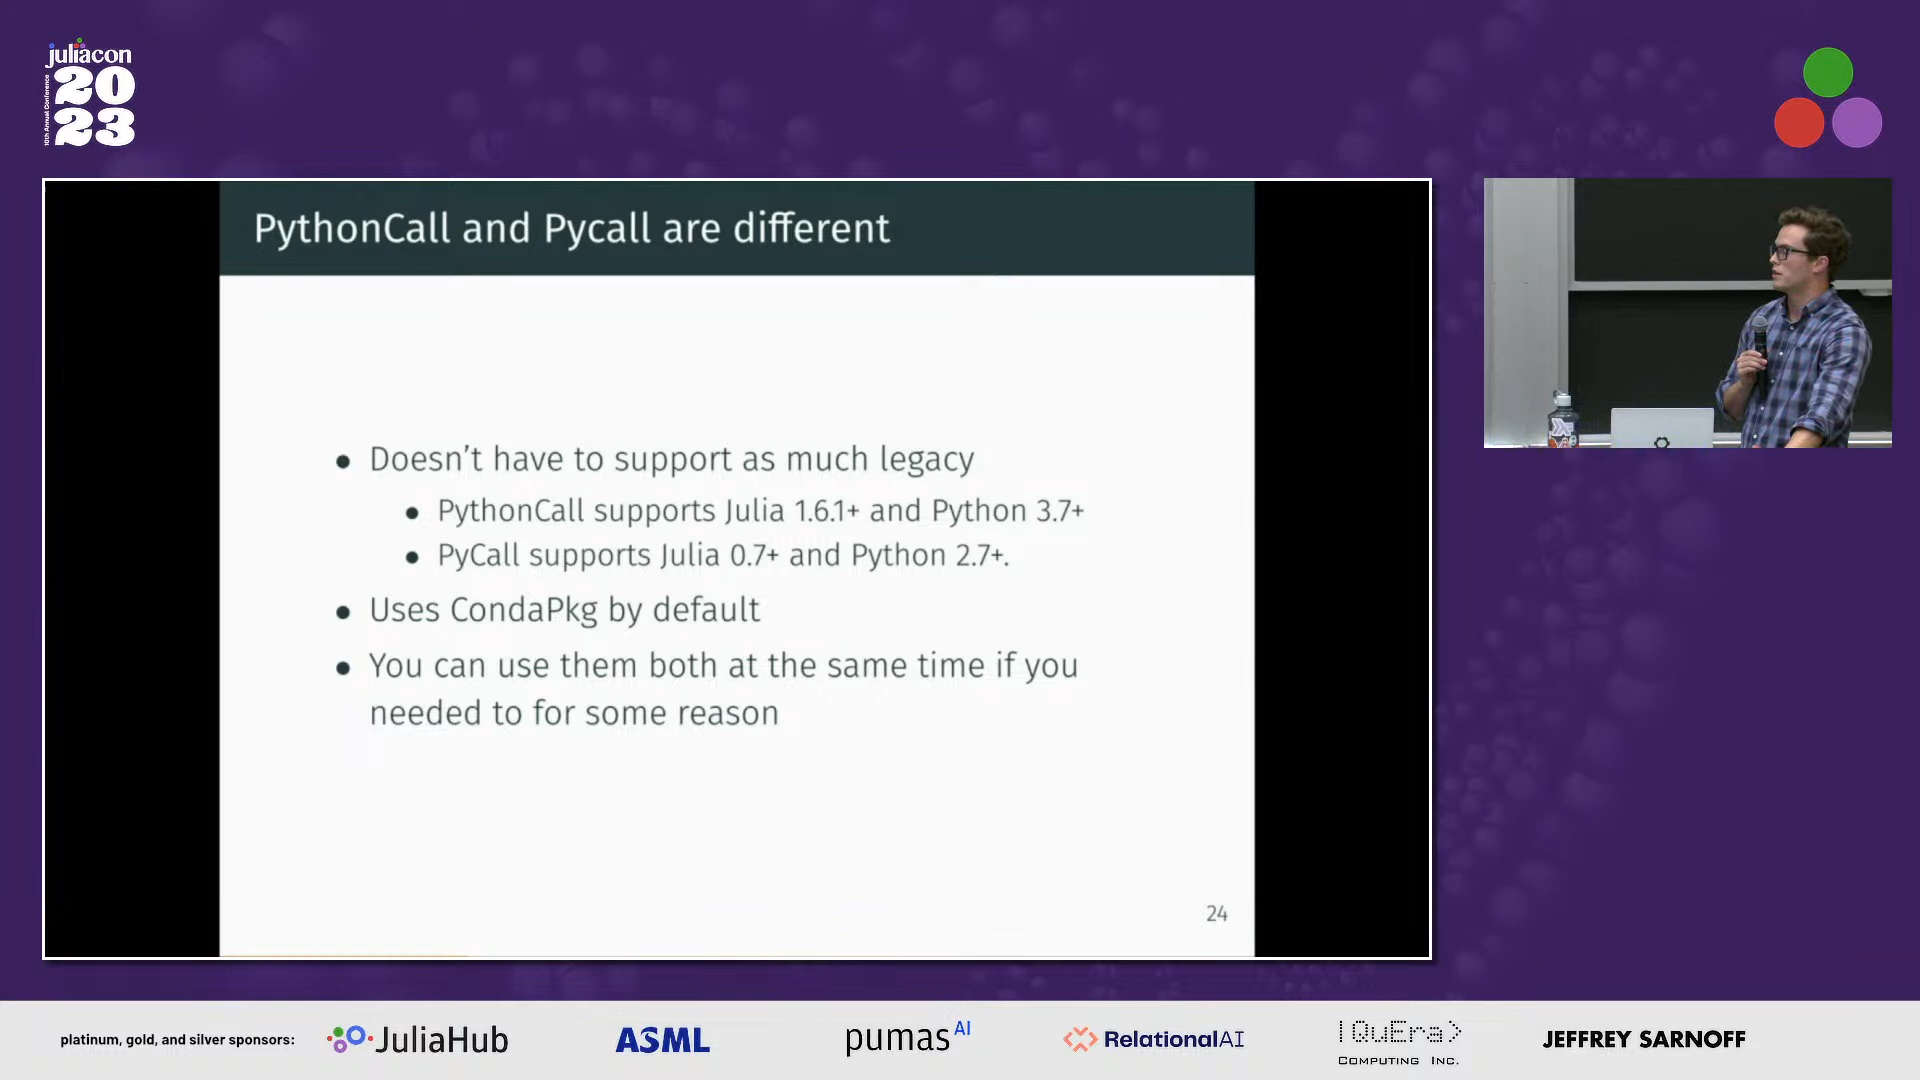 juliacon
2023
10th Annual Conference
PythonCall and Pycall are different
• Doesn't have to support as much legacy
• PythonCall supports Julia 1.6.1+ and Python 3.7+
• PyCall supports Julia 0.7+ and Python 2.7+.
• Uses CondaPkg by default
• You can use them both at the same time if you
needed to for some reason
24
platinum, gold, and silver sponsors:
JuliaHub
ASML
pumas AI
RelationalAI
|QuEra>
COMPUTING INC.
JEFFREY SARNOFF